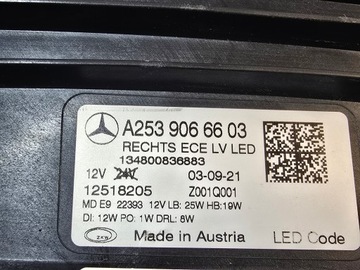 A253 906 66 03
RECHTS ECE LV LED
134800836883
12V 24V 03-09-21
12518205 Z001Q001
MD E9 22393 12V LB: 25W HB:19W
DI: 12W PO: 1W DRL: 8W
Made in Austria LED Code